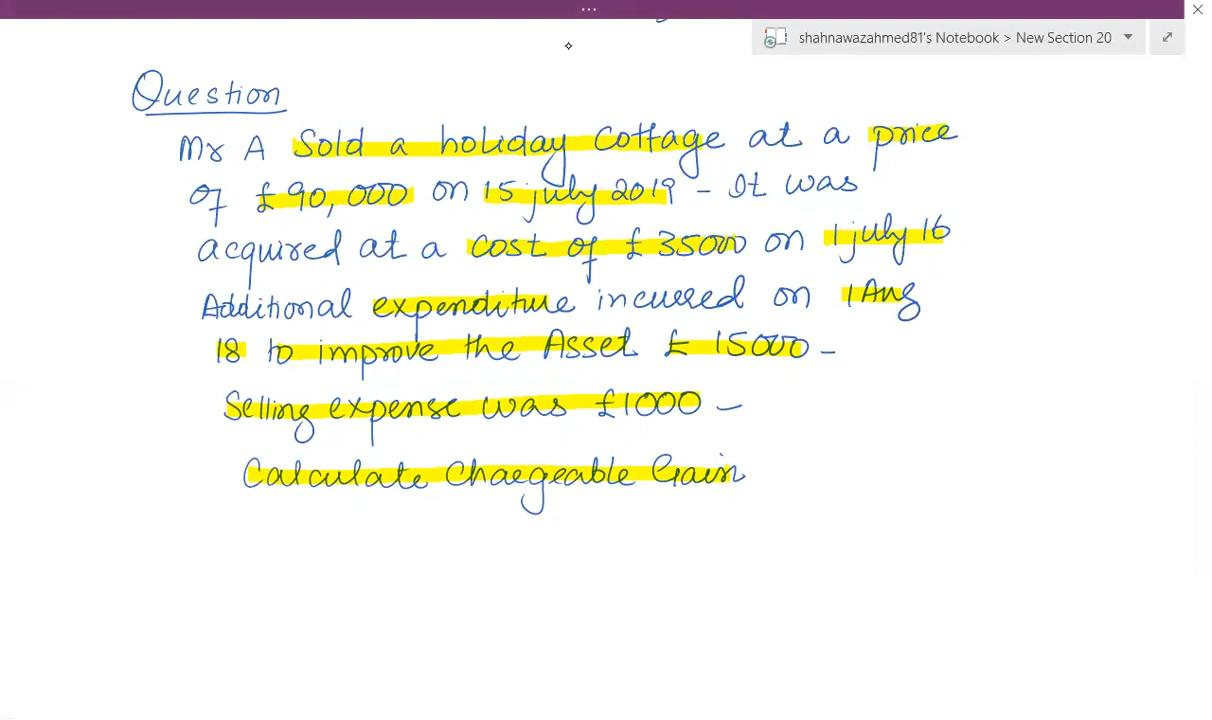 ...
shahnawazahmed81's Notebook > New Section 20
Question
Mr A Sold a holiday Cottage at a price
of £90,000 on 15 july 2019 - It was
acquired at a cost of £35000 on 1 july 16
Additional expenditure incurred on 1 Aug
18 to improve the Asset £15000 -
Selling expense was £1000 -
Calculate Chargeable Gain